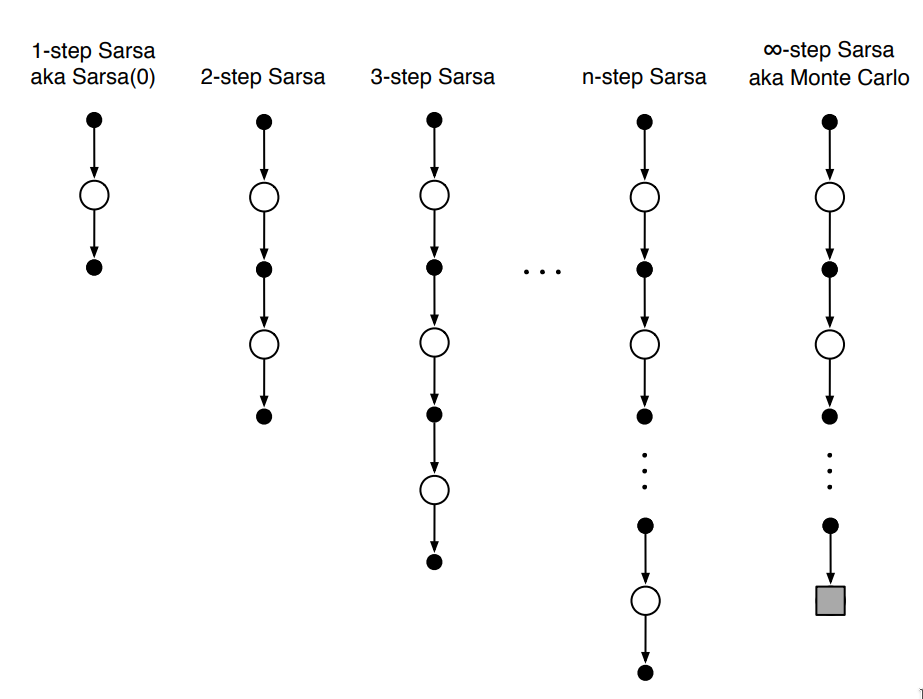 1-step Sarsa
aka Sarsa(0)
2-step Sarsa
3-step Sarsa
n-step Sarsa
∞-step Sarsa
aka Monte Carlo